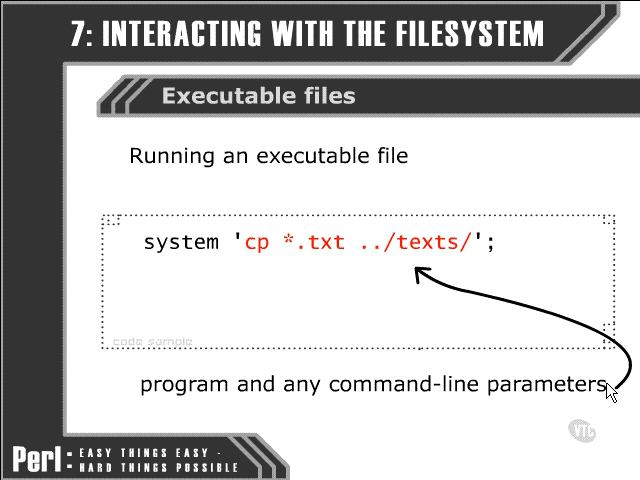 7: INTERACTING WITH THE FILESYSTEM
Executable files
Running an executable file
system 'cp *.txt ../texts/';
code sample
program and any command-line parameters
VTC
Perl: EASY THINGS EASY -
HARD THINGS POSSIBLE